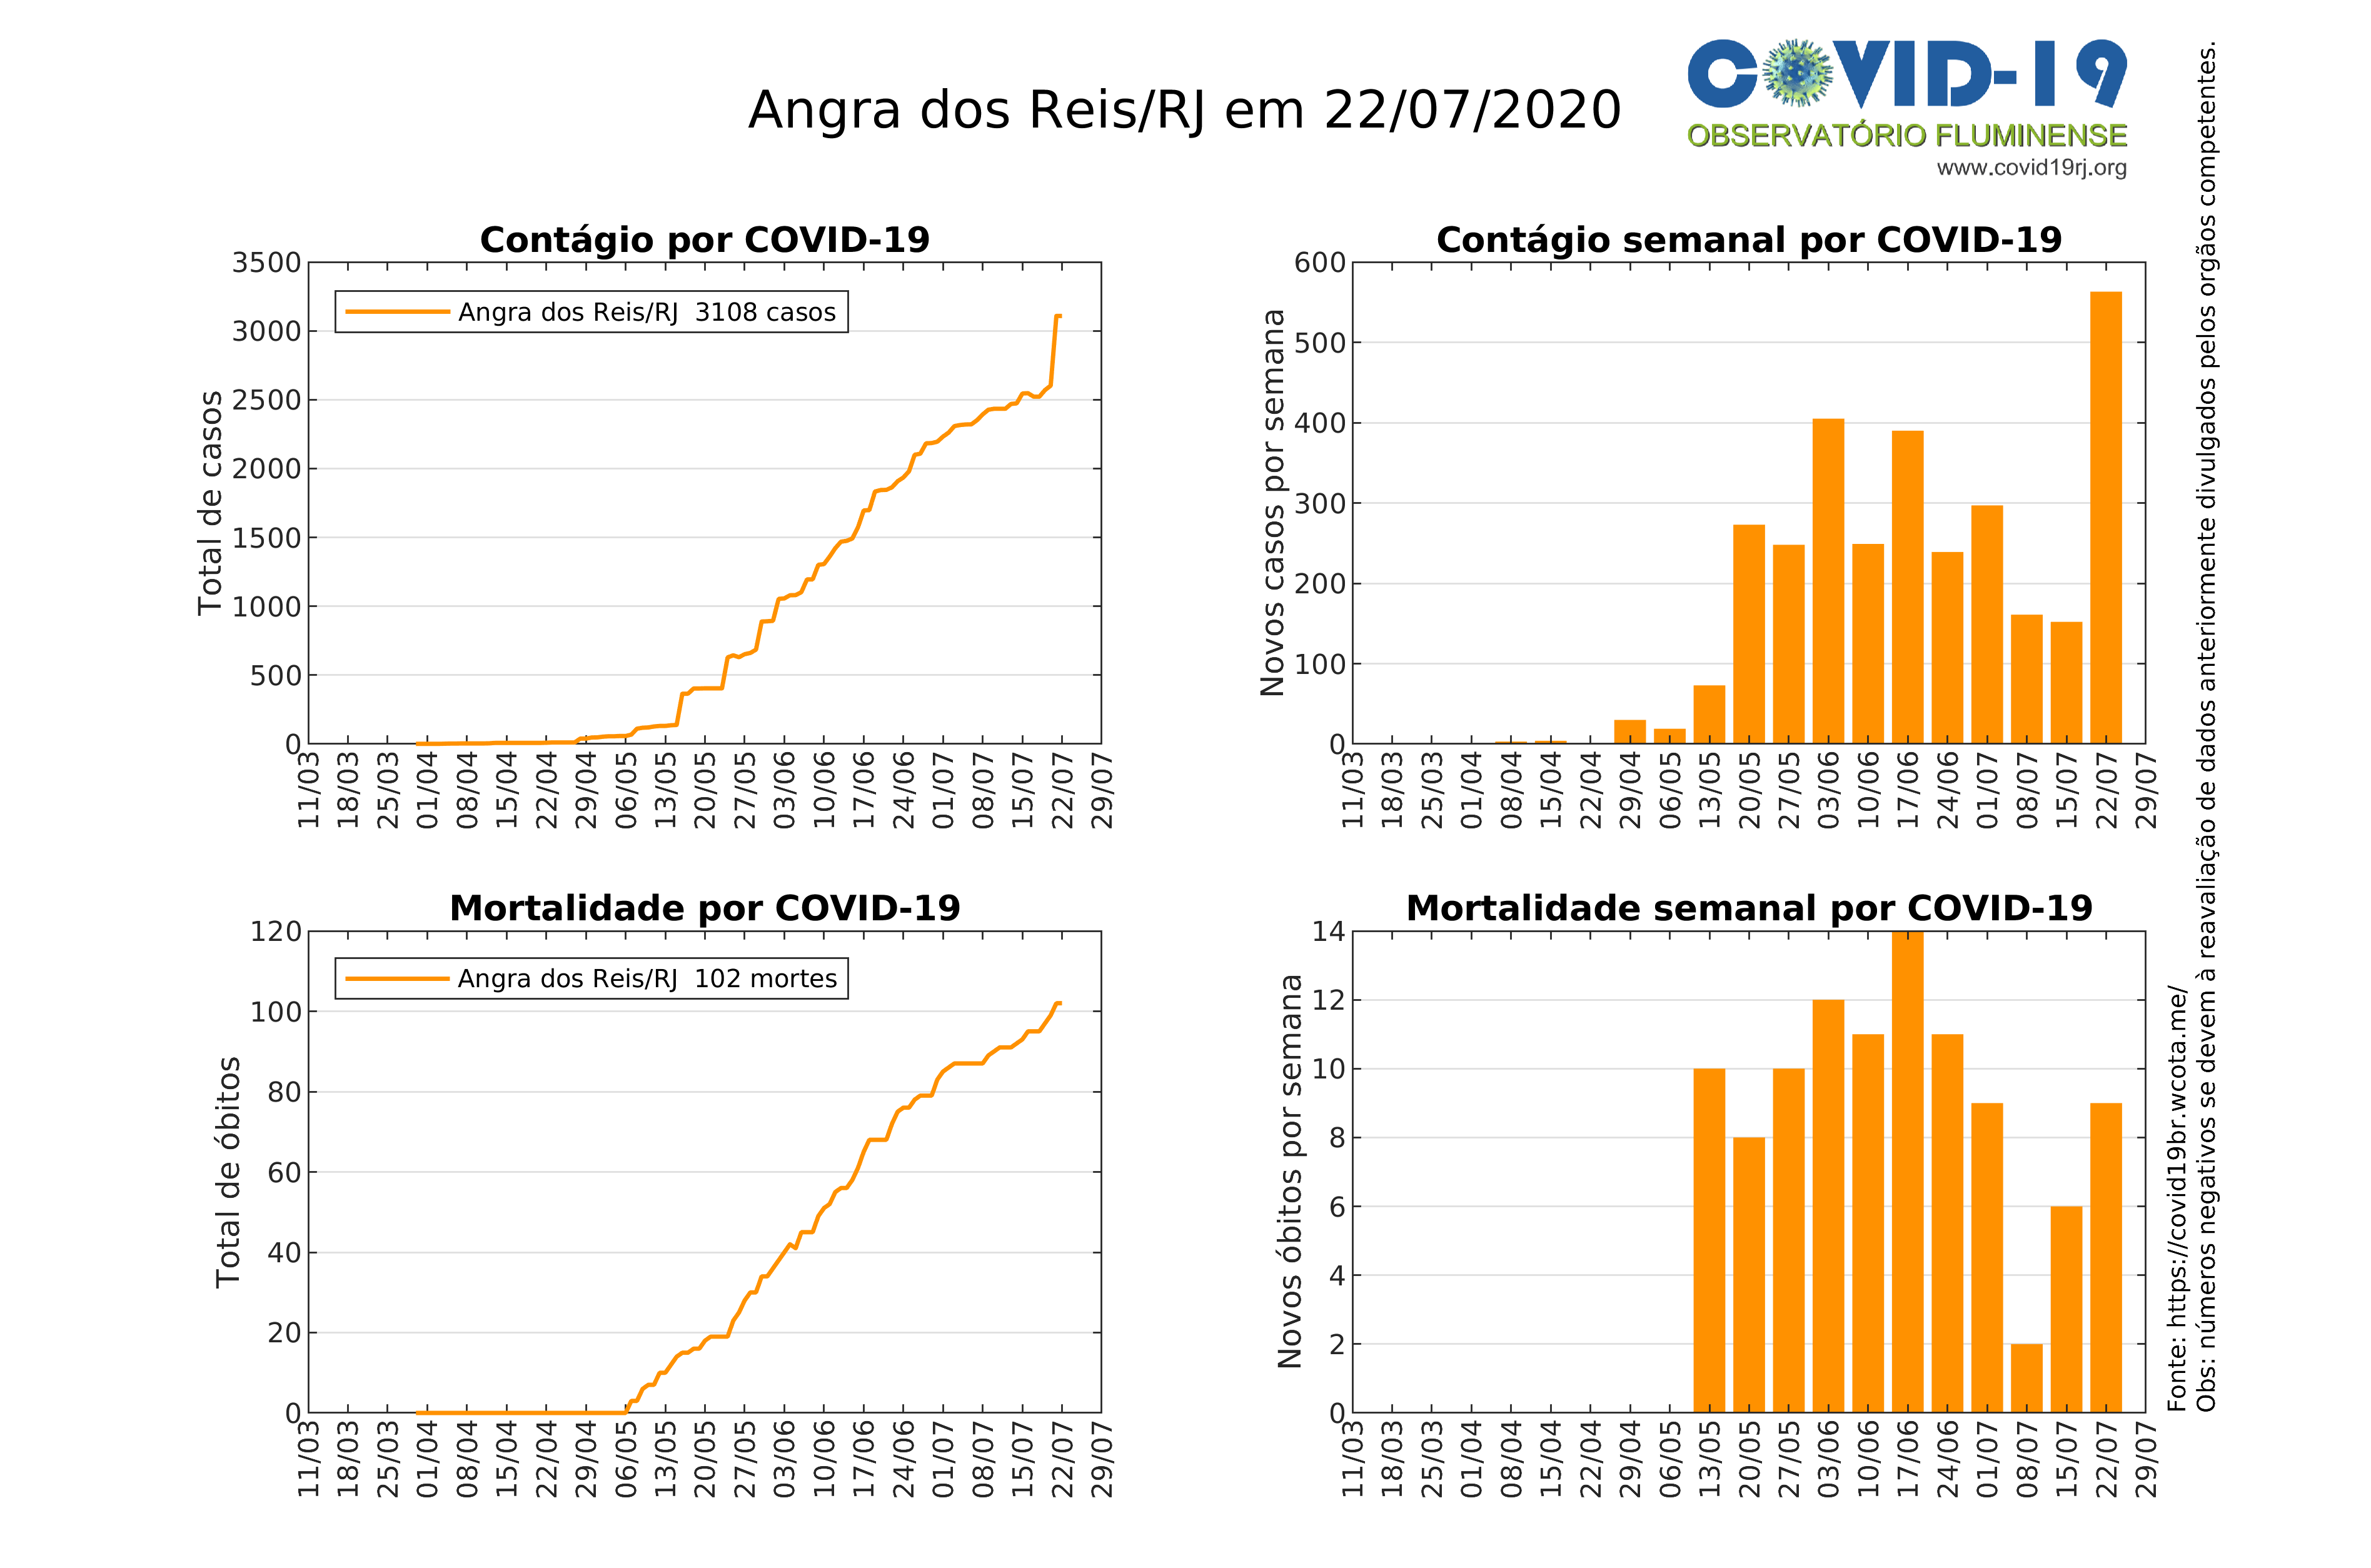 Angra dos Reis/RJ em 22/07/2020
COVID-19
OBSERVATÓRIO FLUMINENSE
www.covid19rj.org
Contágio por COVID-19
Total de casos
3500
3000
2500
2000
1500
1000
500
0
Angra dos Reis/RJ 3108 casos
11/03 18/03 25/03 01/04 08/04 15/04 22/04 29/04 06/05 13/05 20/05 27/05 03/06 10/06 17/06 24/06 01/07 08/07 15/07 22/07 29/07
Contágio semanal por COVID-19
Novos casos por semana
600
500
400
300
200
100
0
11/03 18/03 25/03 01/04 08/04 15/04 22/04 29/04 06/05 13/05 20/05 27/05 03/06 10/06 17/06 24/06 01/07 08/07 15/07 22/07 29/07
Mortalidade por COVID-19
Total de óbitos
120
100
80
60
40
20
0
Angra dos Reis/RJ 102 mortes
11/03 18/03 25/03 01/04 08/04 15/04 22/04 29/04 06/05 13/05 20/05 27/05 03/06 10/06 17/06 24/06 01/07 08/07 15/07 22/07 29/07
Mortalidade semanal por COVID-19
Novos óbitos por semana
14
12
10
8
6
4
2
0
11/03 18/03 25/03 01/04 08/04 15/04 22/04 29/04 06/05 13/05 20/05 27/05 03/06 10/06 17/06 24/06 01/07 08/07 15/07 22/07 29/07
Fonte: https://covid19br.wcota.me/
Obs: números negativos se devem à reavaliação de dados anteriormente divulgados pelos orgãos competentes.